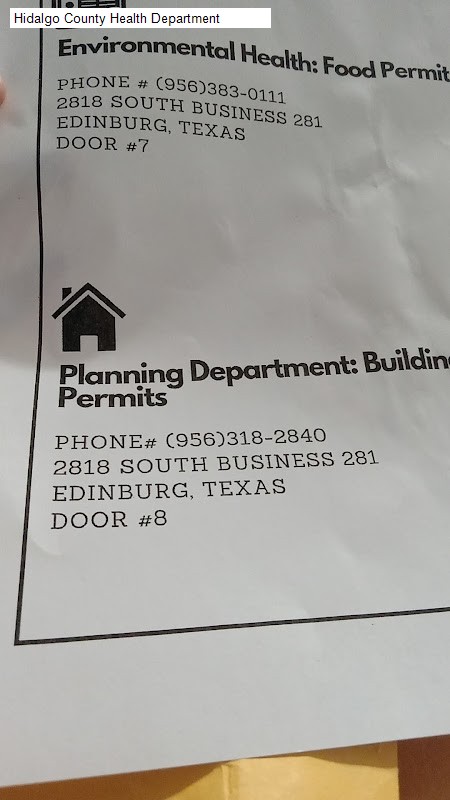 Hidalgo County Health Department
Environmental Health: Food Permit
PHONE # (956)383-0111
2818 SOUTH BUSINESS 281
EDINBURG, TEXAS
DOOR #7
Planning Department: Building
Permits
PHONE# (956)318-2840
2818 SOUTH BUSINESS 281
EDINBURG, TEXAS
DOOR #8